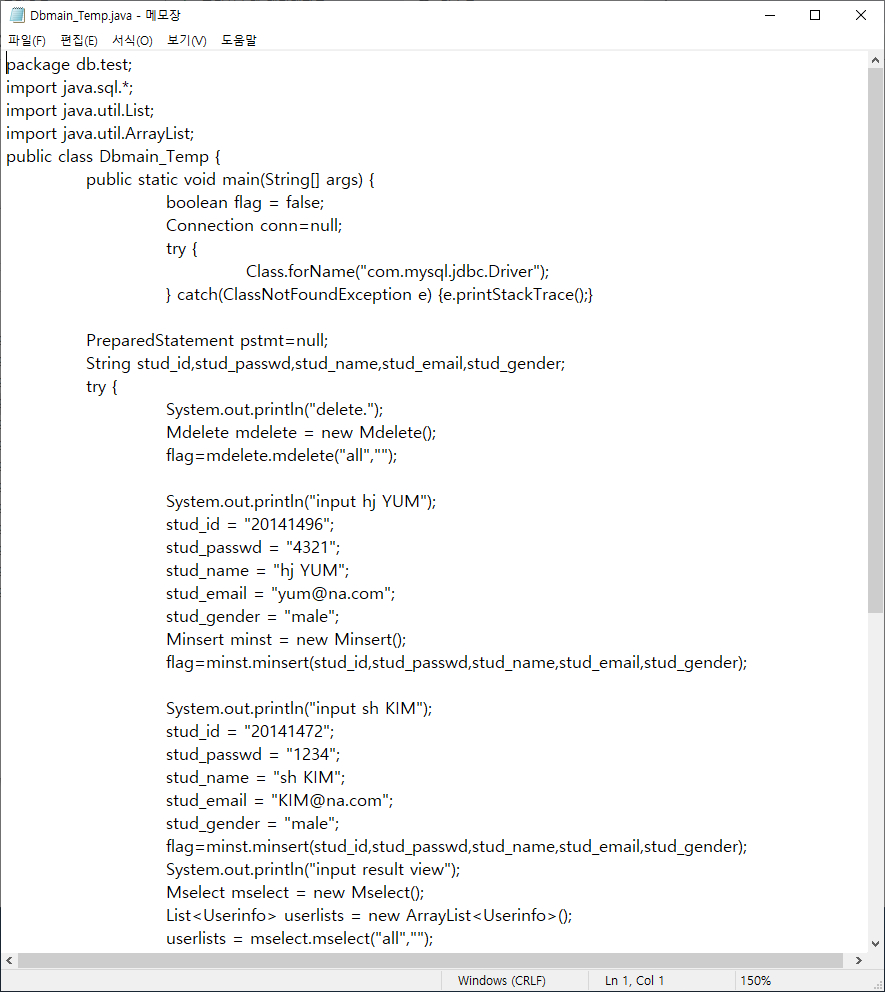 Dbmain_Temp.java - 메모장
파일(F) 편집(E) 서식(O) 보기(V) 도움말
package db.test;
import java.sql.*;
import java.util.List;
import java.util.ArrayList;
public class Dbmain_Temp {
public static void main(String[] args) {
boolean flag = false;
Connection conn=null;
try {
Class.forName("com.mysql.jdbc.Driver");
} catch(ClassNotFoundException e) {e.printStackTrace();}
PreparedStatement pstmt=null;
String stud_id,stud_passwd,stud_name,stud_email,stud_gender;
try {
System.out.println("delete.");
Mdelete mdelete = new Mdelete();
flag=mdelete.mdelete("all","");
System.out.println("input hj YUM");
stud_id = "20141496";
stud_passwd = "4321";
stud_name = "hj YUM";
stud_email = "yum@na.com";
stud_gender = "male";
Minsert minst = new Minsert();
flag=minst.minsert(stud_id,stud_passwd,stud_name,stud_email,stud_gender);
System.out.println("input sh KIM");
stud_id = "20141472";
stud_passwd = "1234";
stud_name = "sh KIM";
stud_email = "KIM@na.com";
stud_gender = "male";
flag=minst.minsert(stud_id,stud_passwd,stud_name,stud_email,stud_gender);
System.out.println("input result view");
Mselect mselect = new Mselect();
List<Userinfo> userlists = new ArrayList<Userinfo>();
userlists = mselect.mselect("all","");
Windows (CRLF) Ln 1, Col 1 150%